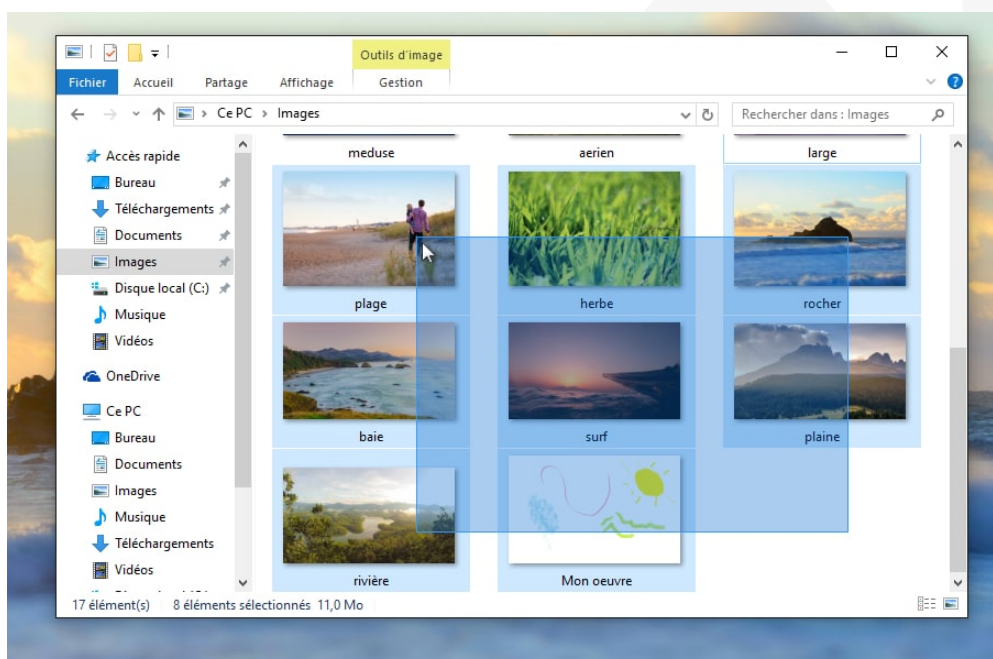 Outils d'image
Fichier Accueil Partage Affichage Gestion
Ce PC Images
Rechercher dans : Images
Accès rapide
Bureau
Téléchargements
Documents
Images
Disque local (C:)
Musique
Vidéos
OneDrive
Ce PC
Bureau
Documents
Images
Musique
Téléchargements
Vidéos
meduse aerien large
plage herbe rocher
baie surf plaine
rivière Mon oeuvre
17 élément(s) 8 éléments sélectionnés 11,0 Mo